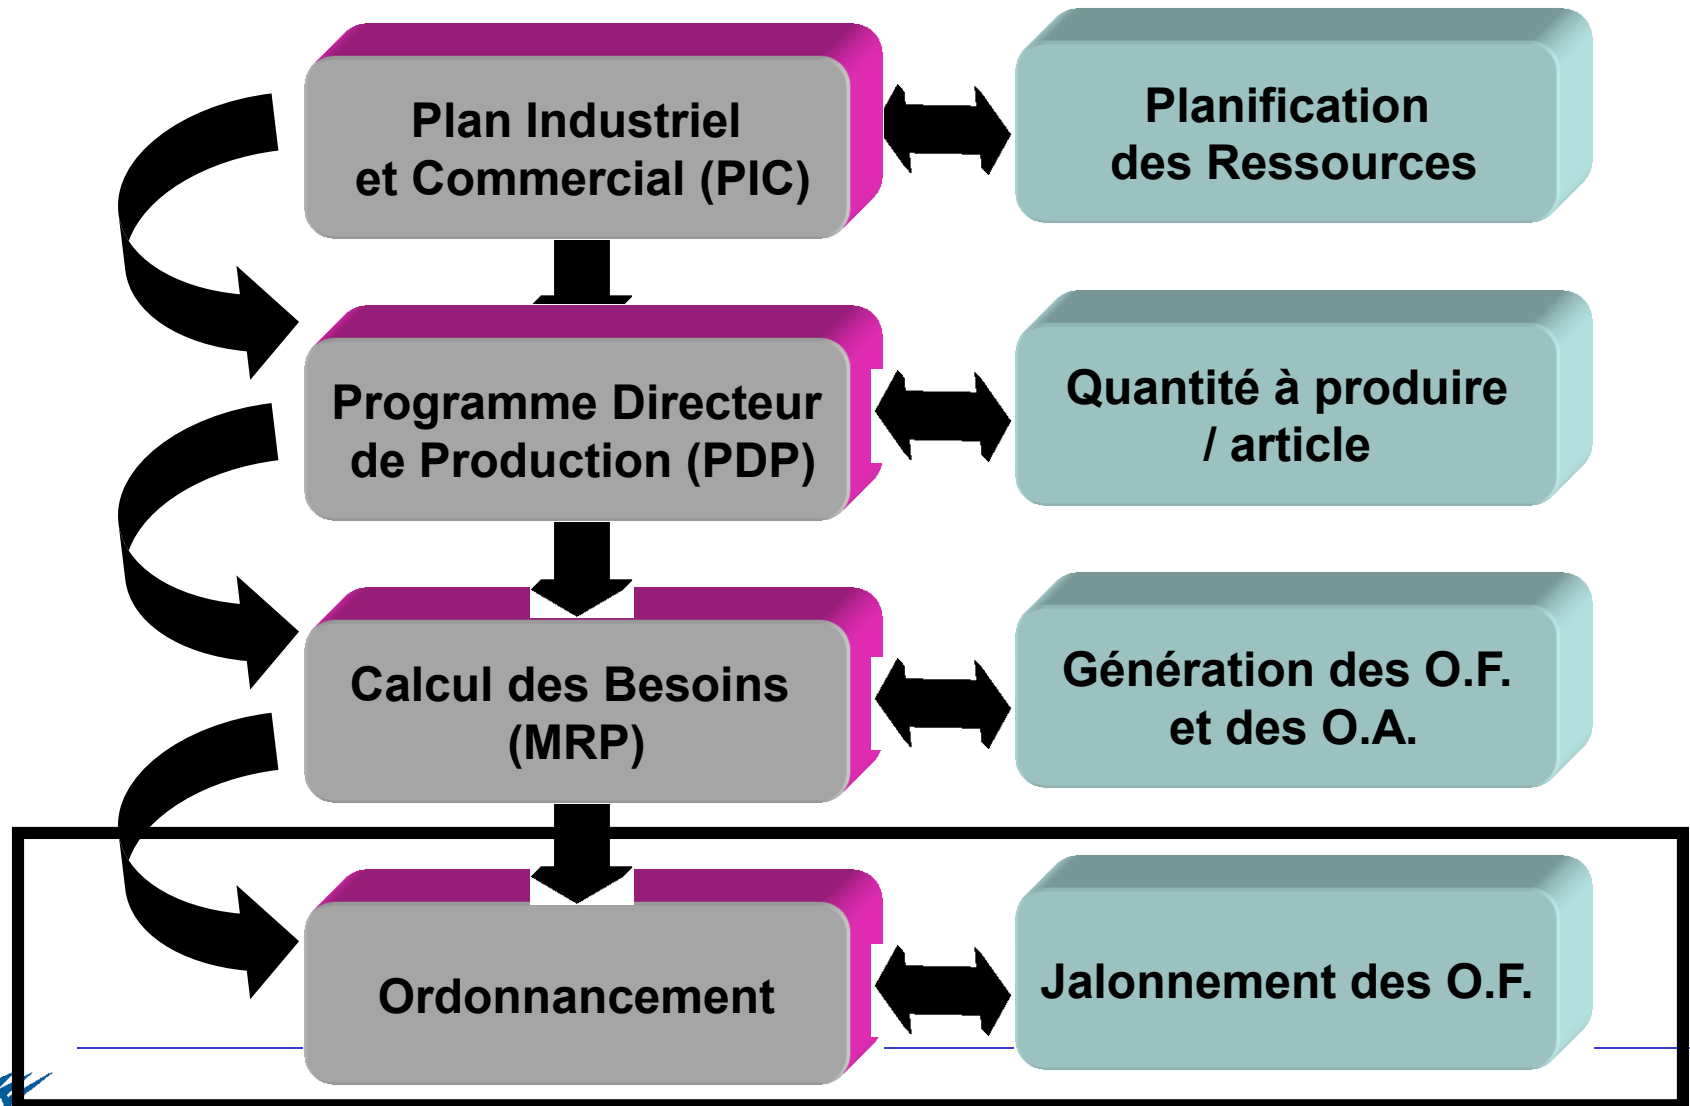 Plan Industriel
et Commercial (PIC)
Planification
des Ressources
Programme Directeur
de Production (PDP)
Quantité à produire
/ article
Calcul des Besoins
(MRP)
Génération des O.F.
et des O.A.
Ordonnancement
Jalonnement des O.F.